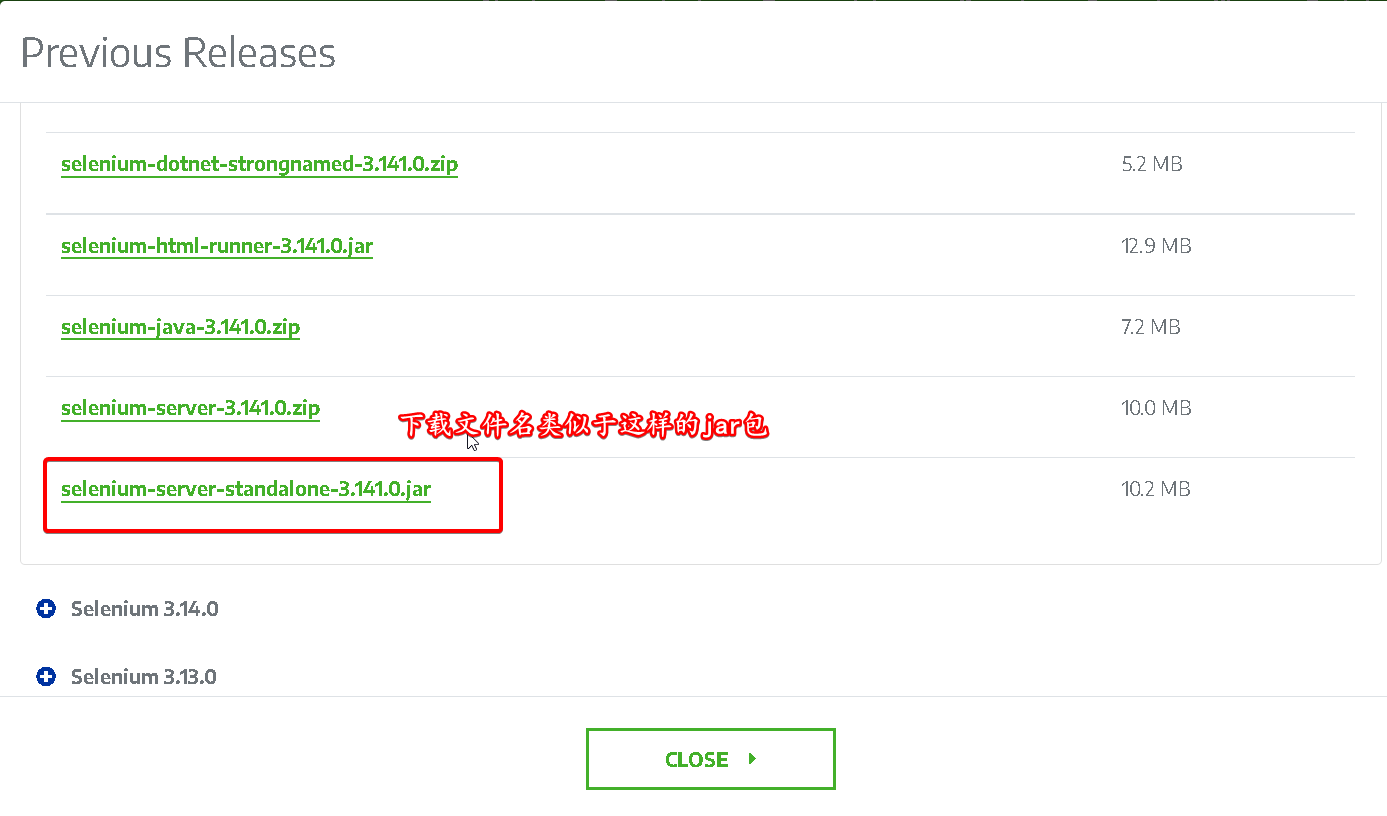 Previous Releases
selenium-dotnet-strongnamed-3.141.0.zip 5.2 MB
selenium-html-runner-3.141.0.jar 12.9 MB
selenium-java-3.141.0.zip 7.2 MB
selenium-server-3.141.0.zip 10.0 MB
下载文件名类似于这样的jar包
selenium-server-standalone-3.141.0.jar 10.2 MB
Selenium 3.14.0
Selenium 3.13.0
CLOSE